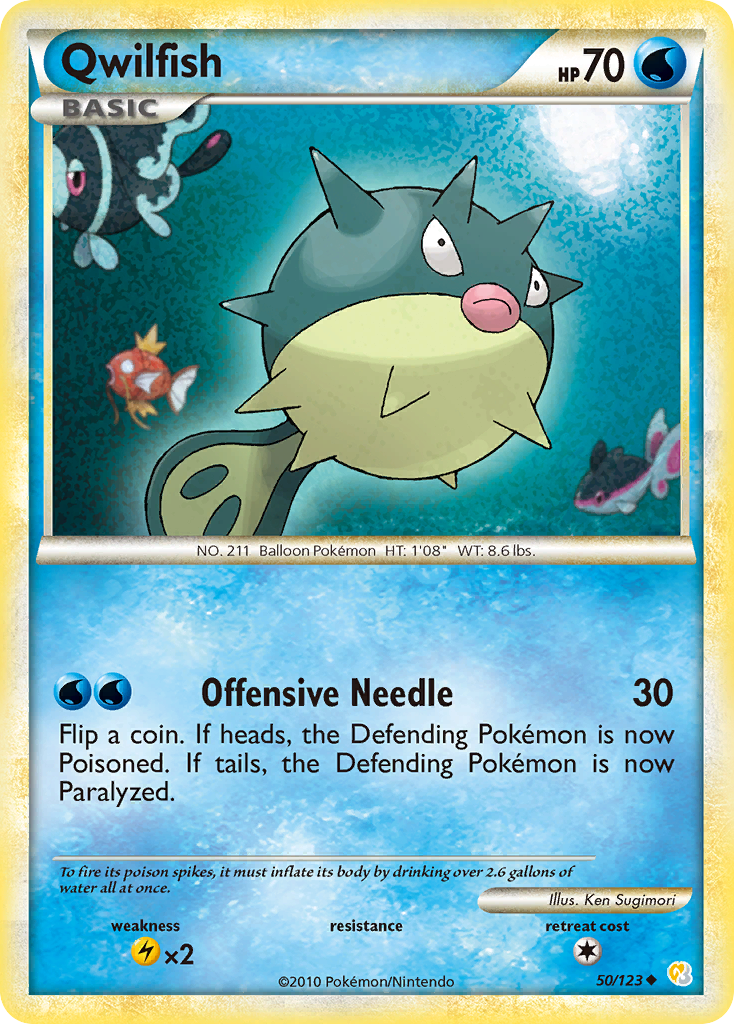 Qwilfish
HP 70
BASIC
NO. 211 Balloon Pokémon HT: 1'08" WT: 8.6 lbs.
Offensive Needle 30
Flip a coin. If heads, the Defending Pokémon is now
Poisoned. If tails, the Defending Pokémon is now
Paralyzed.
To fire its poison spikes, it must inflate its body by drinking over 2.6 gallons of
water all at once.
Illus. Ken Sugimori
weakness resistance retreat cost
×2
©2010 Pokémon/Nintendo 50/123